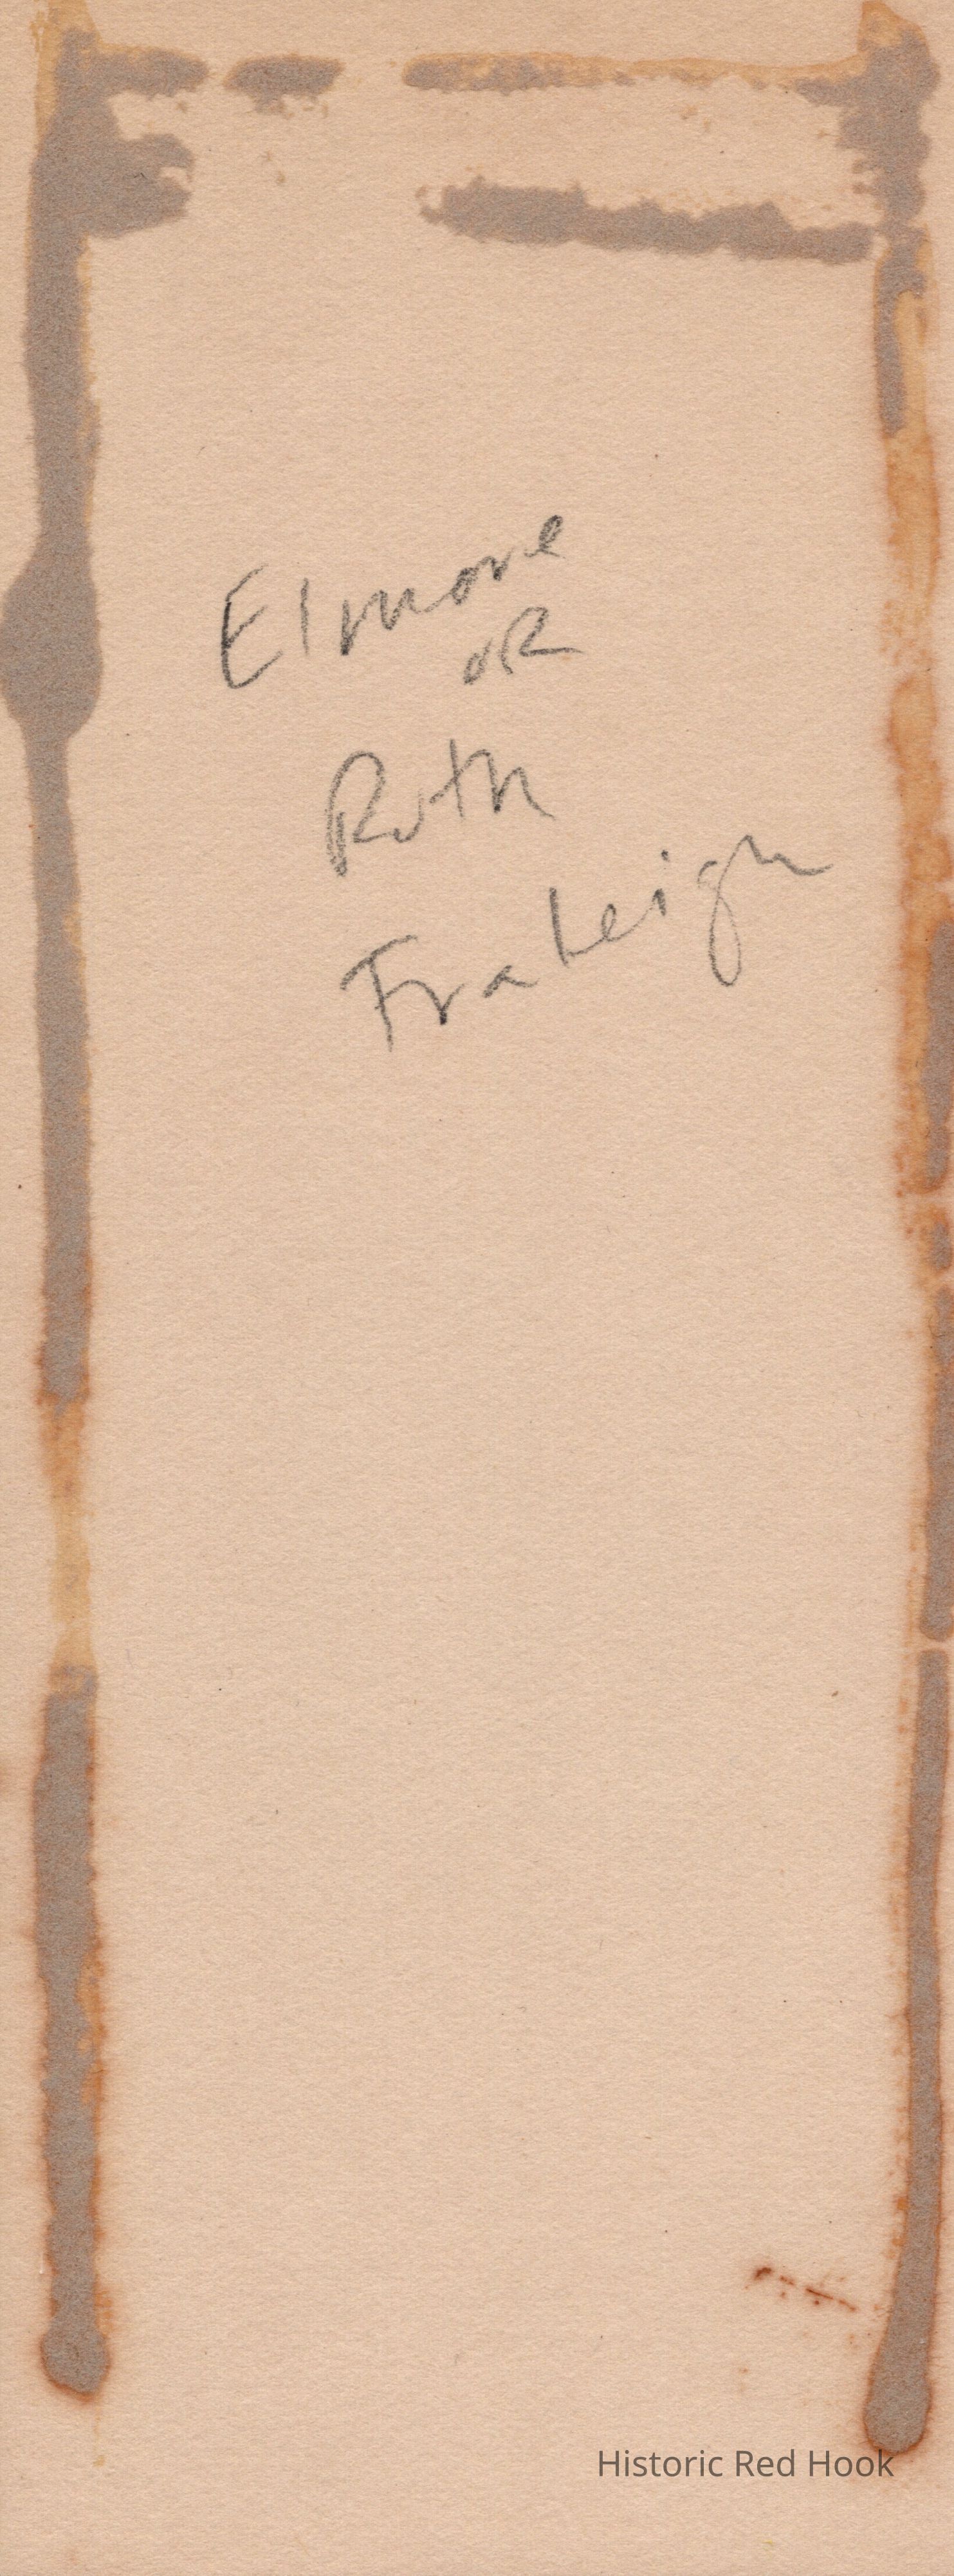 Elmore
OR
Ruth
Fraleigh
Historic Red Hook